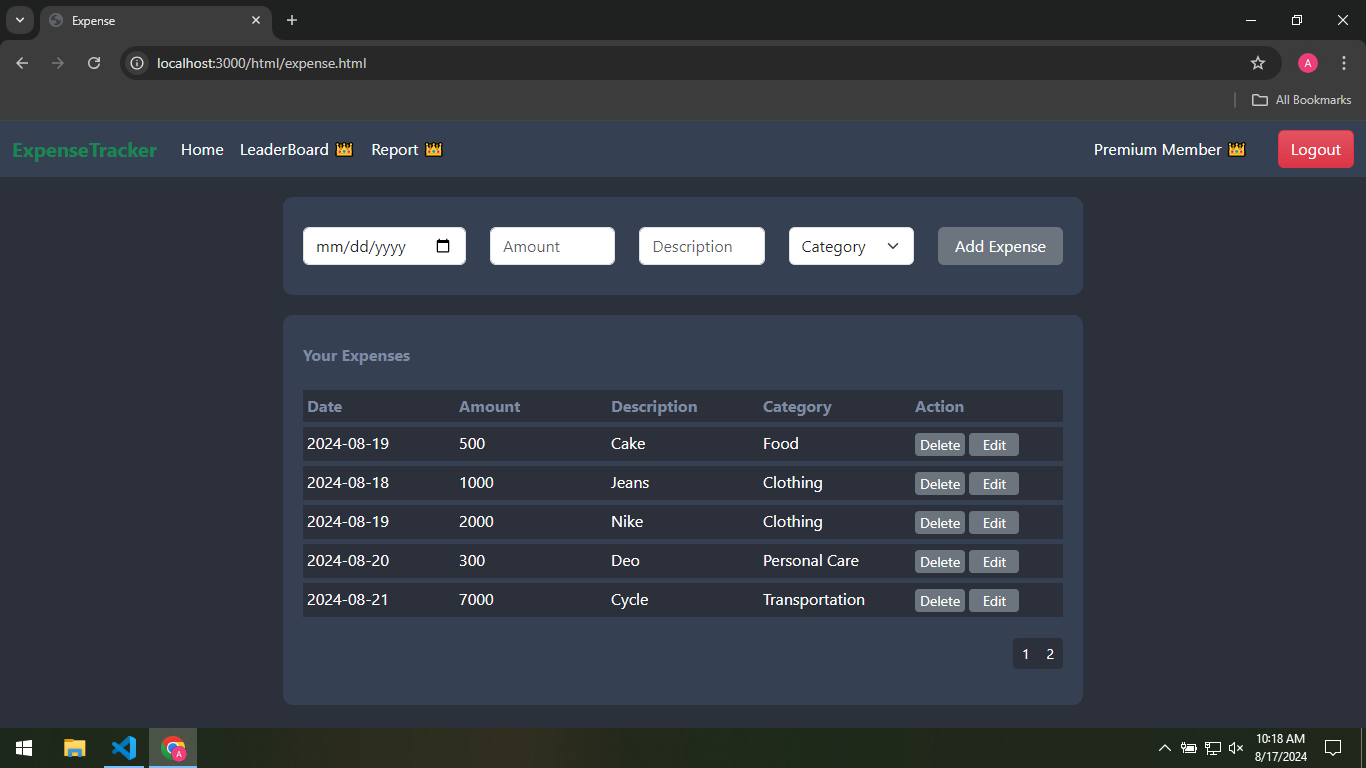 Expense
localhost:3000/html/expense.html
All Bookmarks
ExpenseTracker Home LeaderBoard 👑 Report 👑 Premium Member 👑 Logout
mm/dd/yyyy Amount Description Category Add Expense
Your Expenses
Date Amount Description Category Action
2024-08-19 500 Cake Food Delete Edit
2024-08-18 1000 Jeans Clothing Delete Edit
2024-08-19 2000 Nike Clothing Delete Edit
2024-08-20 300 Deo Personal Care Delete Edit
2024-08-21 7000 Cycle Transportation Delete Edit
1 2
A
A
10:18 AM
8/17/2024